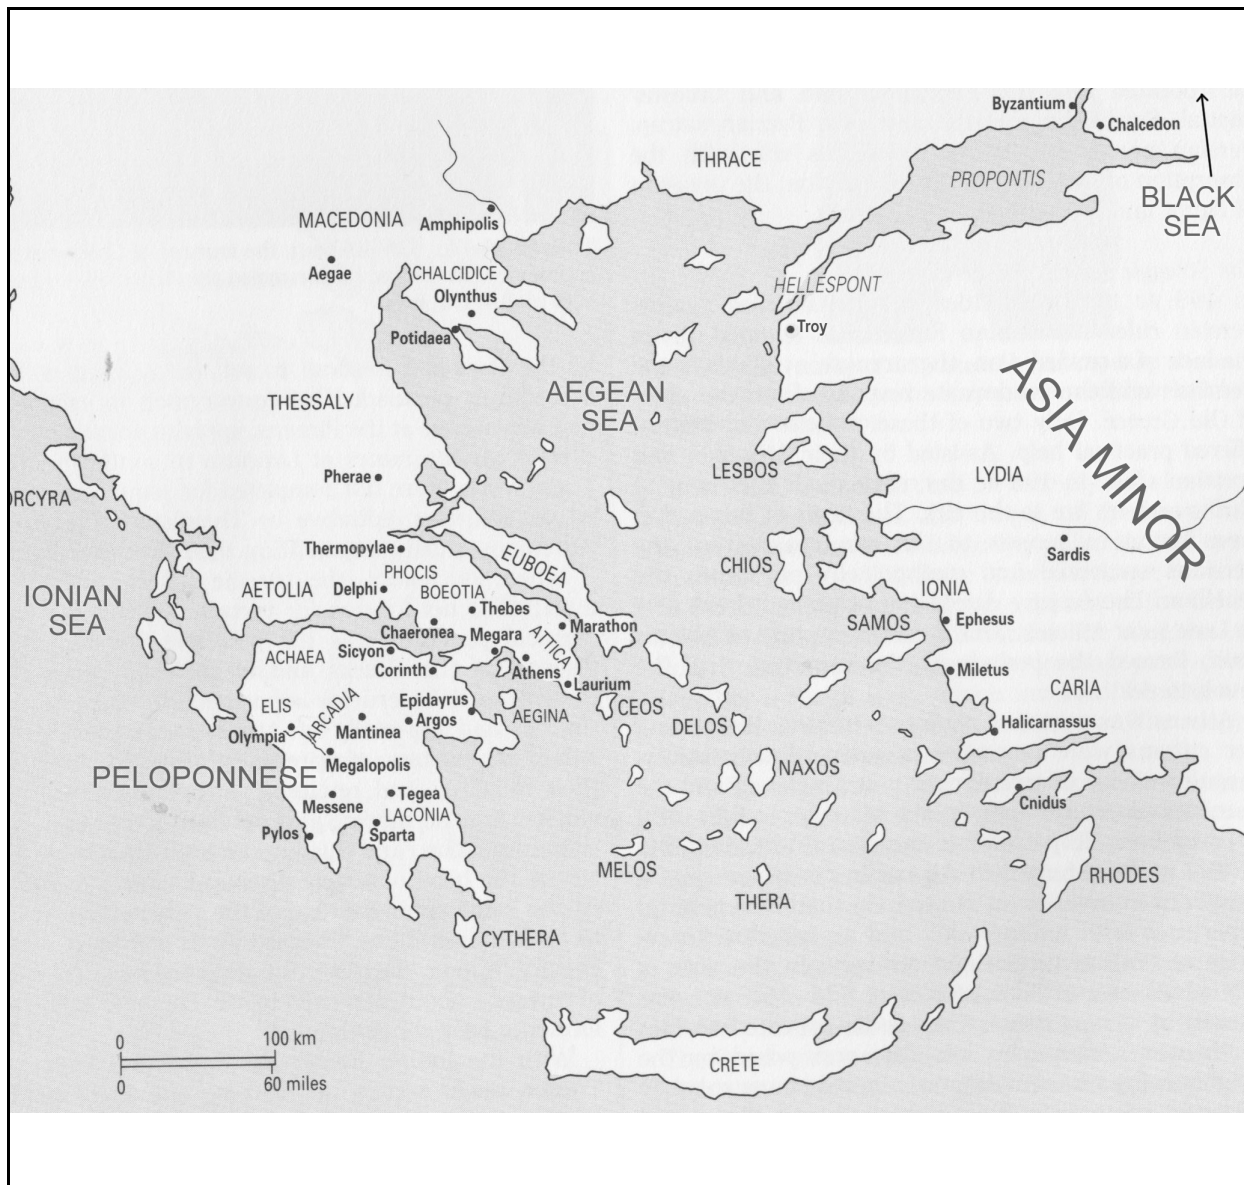 Byzantium
Chalcedon
THRACE
PROPONTIS
BLACK
SEA
MACEDONIA
Amphipolis
Aegae
CHALCIDICE
HELLESPONT
Olynthus
Potidaea
Troy
ASIA MINOR
AEGEAN
SEA
THESSALY
LESBOS
LYDIA
Pherae
ORCYRA
Thermopylae
EUBOEA
Sardis
CHIOS
PHOCIS
IONIAN
SEA
AETOLIA
Delphi
BOEOTIA
IONIA
Thebes
Chaeronea
Megara
ATTICA
Marathon
SAMOS
Ephesus
ACHAEA
Sicyon
Corinth
Athens
Miletus
Laurium
CARIA
ELIS
ARCADIA
Epidayrus
AEGINA
CEOS
Olympia
Mantinea
Argos
DELOS
Halicarnassus
PELOPONNESE
Megalopolis
NAXOS
Messene
Tegea
Cnidus
LACONIA
Pylos
Sparta
MELOS
RHODES
THERA
CYTHERA
0
100 km
0
60 miles
CRETE